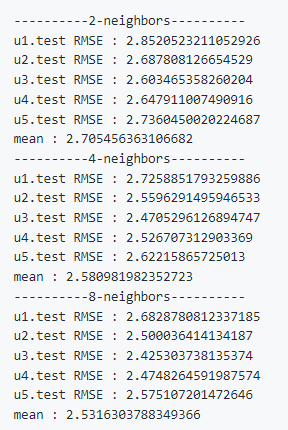 ----------2-neighbors----------
u1.test RMSE : 2.8520523211052926
u2.test RMSE : 2.687808126654529
u3.test RMSE : 2.603465358260204
u4.test RMSE : 2.647911007490916
u5.test RMSE : 2.7360450020224687
mean : 2.705456363106682
----------4-neighbors----------
u1.test RMSE : 2.7258851793259886
u2.test RMSE : 2.5596291495946533
u3.test RMSE : 2.4705296126894747
u4.test RMSE : 2.526707312903369
u5.test RMSE : 2.62215865725013
mean : 2.580981982352723
----------8-neighbors----------
u1.test RMSE : 2.6828780812337185
u2.test RMSE : 2.500036414134187
u3.test RMSE : 2.425303738135374
u4.test RMSE : 2.4748264591987574
u5.test RMSE : 2.575107201472646
mean : 2.5316303788349366